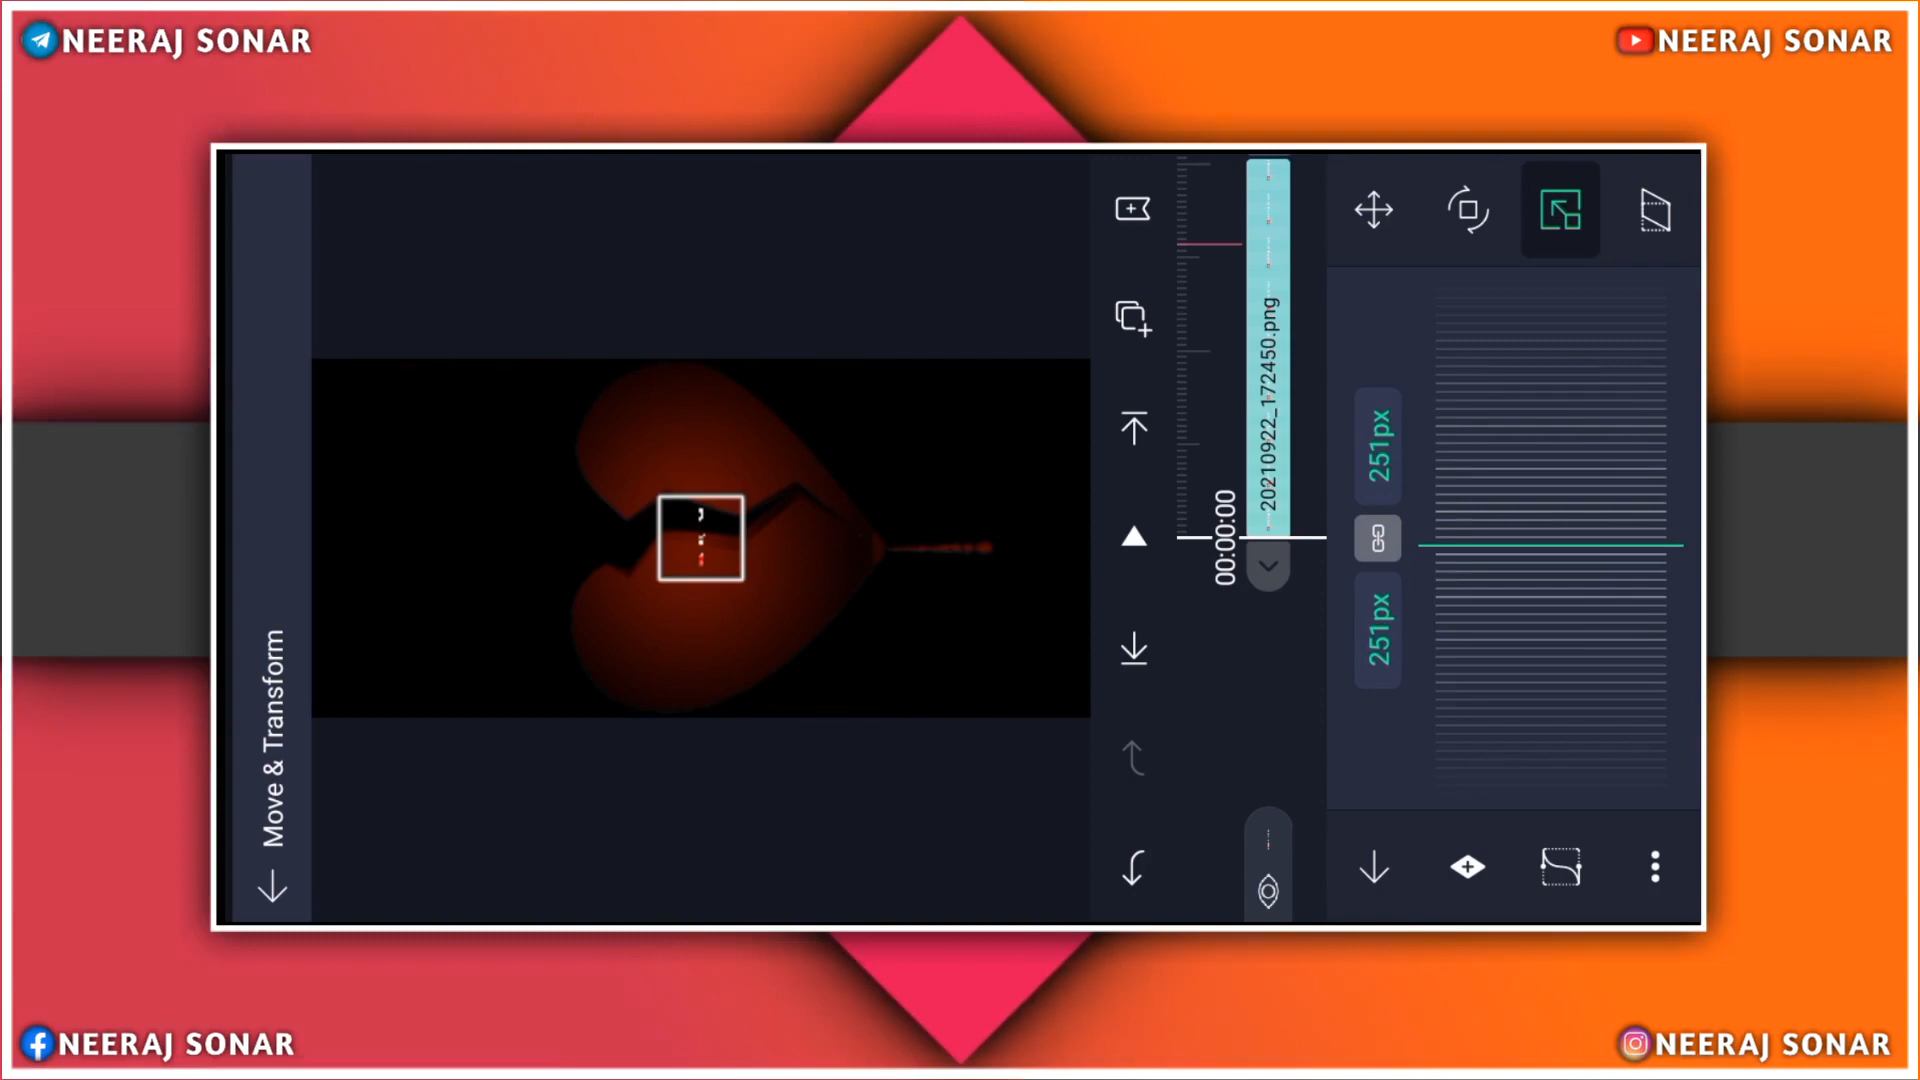 NEERAJ SONAR
NEERAJ SONAR
Move & Transform
00:00:00
20210922_172450.png
251px
251px
NEERAJ SONAR
NEERAJ SONAR